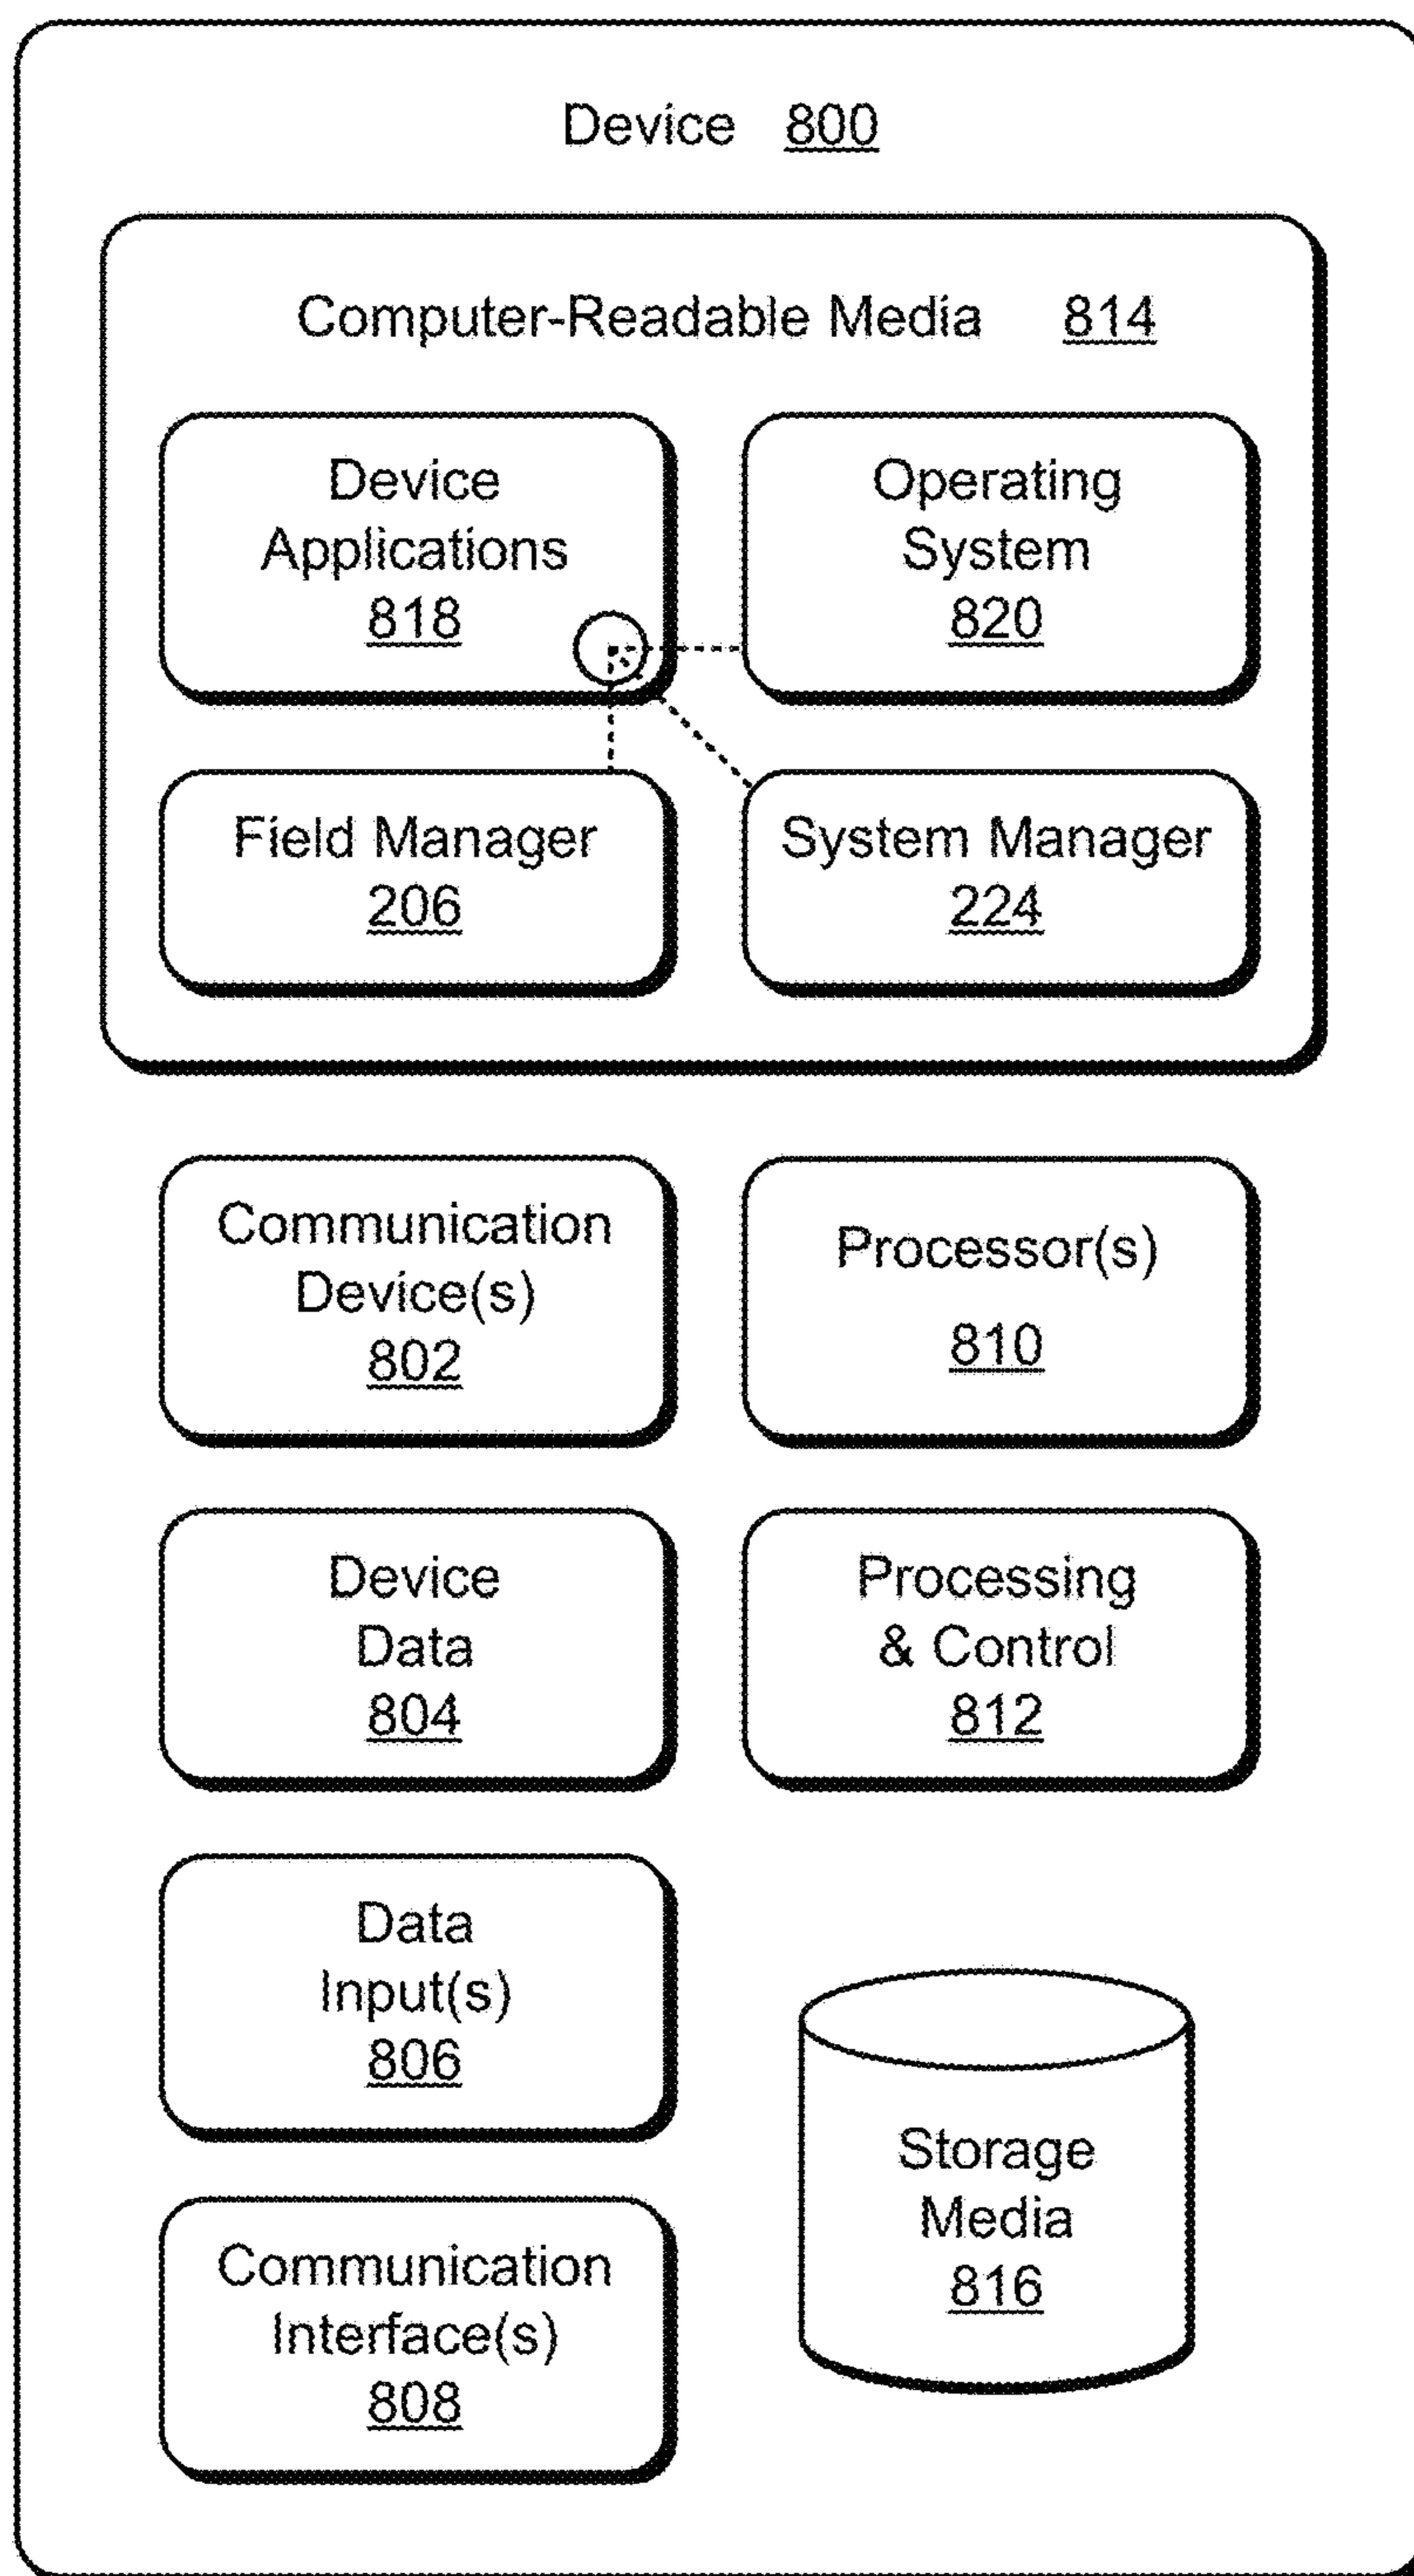 Device 800
Computer-Readable Media 814
Device
Applications
818
Operating
System
820
Field Manager
206
System Manager
224
Communication
Device(s)
802
Processor(s)
810
Device
Data
804
Processing
& Control
812
Data
Input(s)
806
Storage
Media
816
Communication
Interface(s)
808